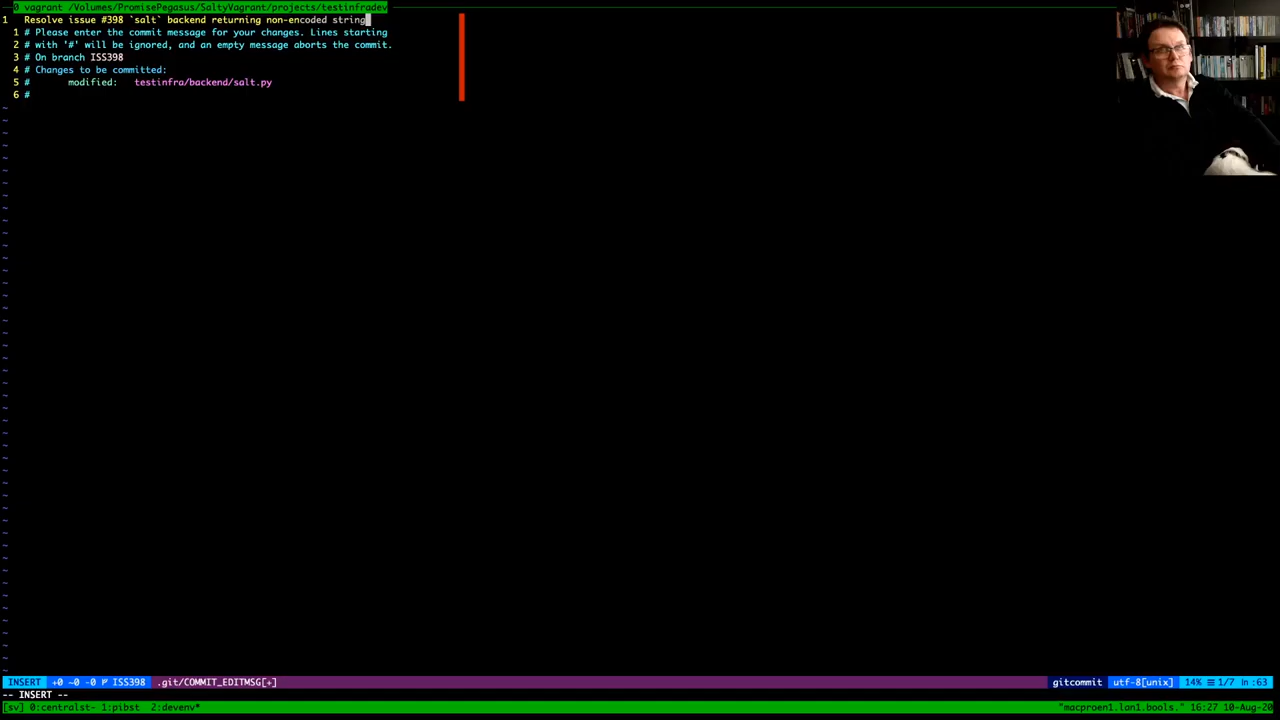 0 vagrant /Volumes/PromisePegasus/SaltyVagrant/projects/testinfradev
1 Resolve issue #398 `salt` backend returning non-encoded string
1 # Please enter the commit message for your changes. Lines starting
2 # with '#' will be ignored, and an empty message aborts the commit.
3 # On branch ISS398
4 # Changes to be committed:
5 # modified: testinfra/backend/salt.py
6 #
INSERT +0 ~0 -0 ISS398 .git/COMMIT_EDITMSG[+] gitcommit utf-8[unix] 14% 1/7 :63
-- INSERT --
[sv] 0:centralst- 1:pibst 2:devenv* "macproen1.lan1.bools." 16:27 10-Aug-20